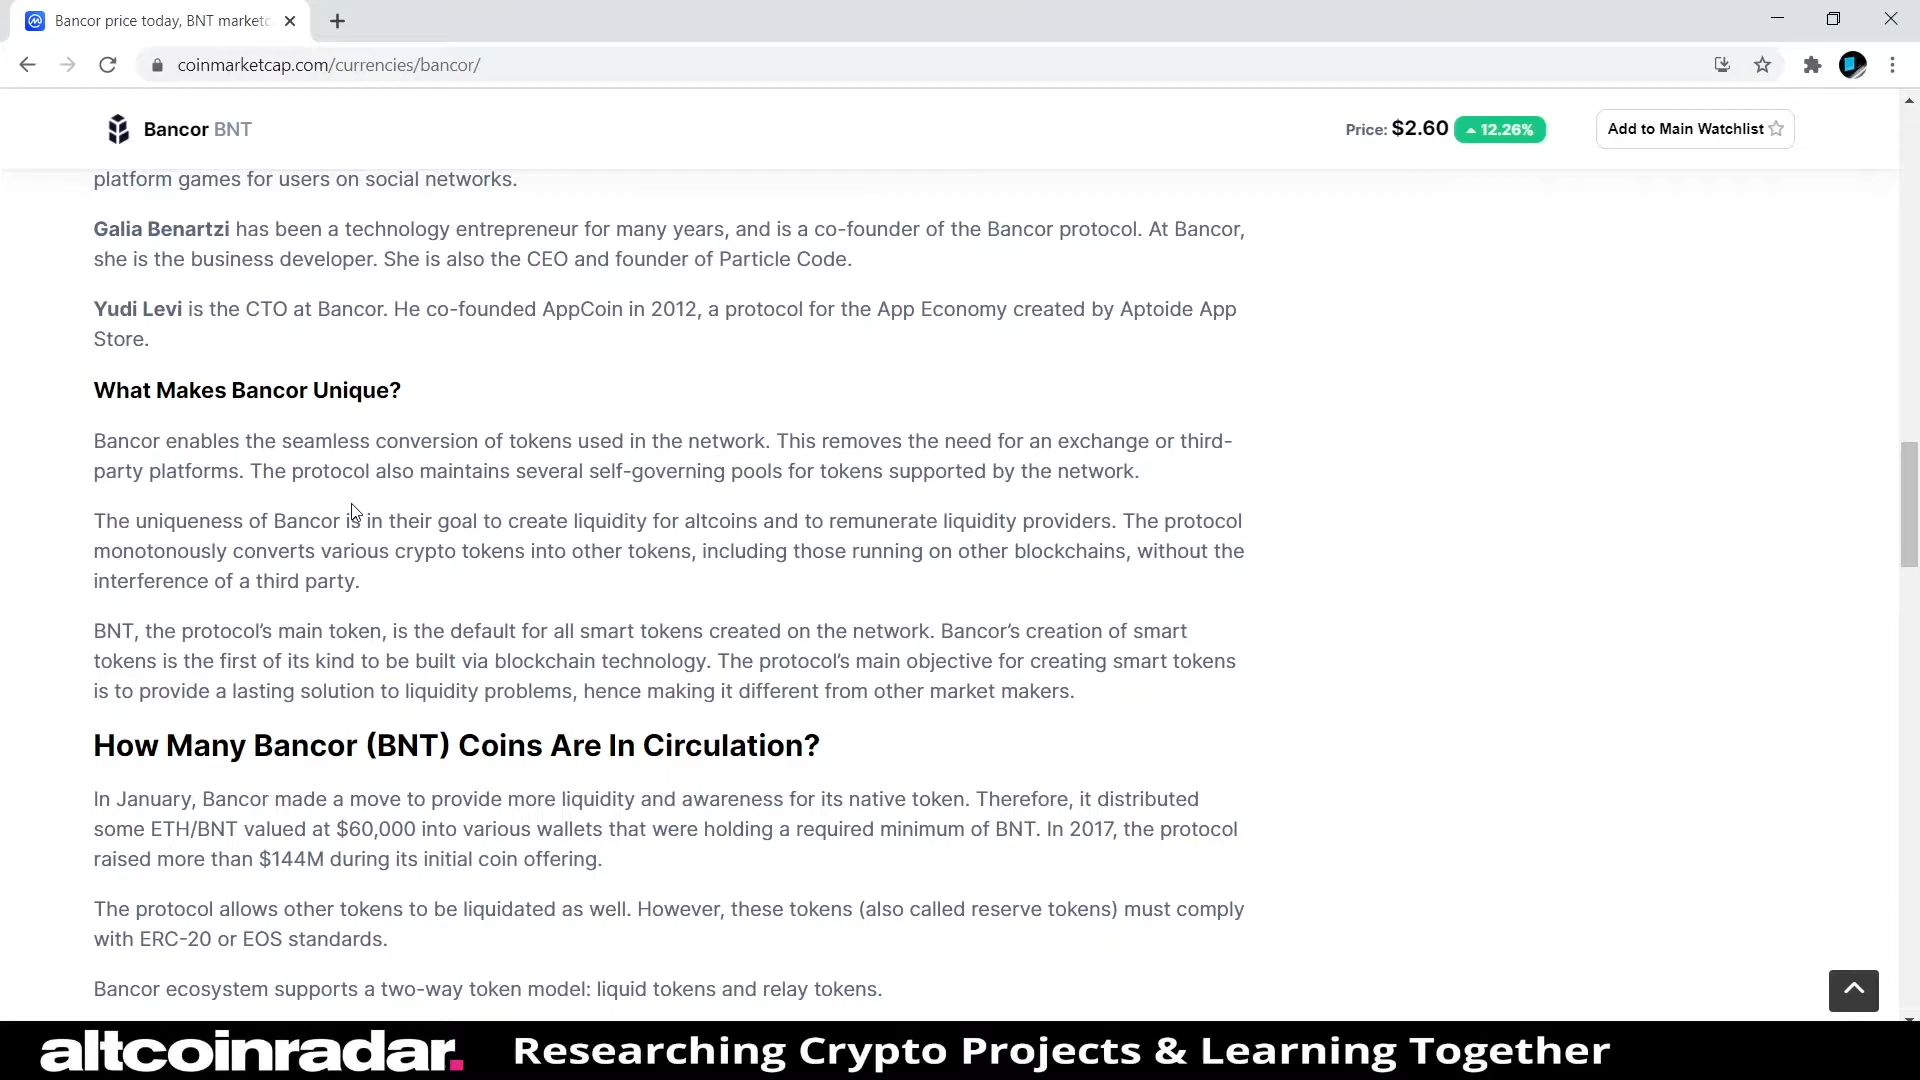 Bancor price today, BNT marketc
coinmarketcap.com/currencies/bancor/
Bancor BNT
Price: $2.60 12.26%
Add to Main Watchlist
platform games for users on social networks.
Galia Benartzi has been a technology entrepreneur for many years, and is a co-founder of the Bancor protocol. At Bancor,
she is the business developer. She is also the CEO and founder of Particle Code.
Yudi Levi is the CTO at Bancor. He co-founded AppCoin in 2012, a protocol for the App Economy created by Aptoide App
Store.
What Makes Bancor Unique?
Bancor enables the seamless conversion of tokens used in the network. This removes the need for an exchange or third-
party platforms. The protocol also maintains several self-governing pools for tokens supported by the network.
The uniqueness of Bancor is in their goal to create liquidity for altcoins and to remunerate liquidity providers. The protocol
monotonously converts various crypto tokens into other tokens, including those running on other blockchains, without the
interference of a third party.
BNT, the protocol’s main token, is the default for all smart tokens created on the network. Bancor’s creation of smart
tokens is the first of its kind to be built via blockchain technology. The protocol’s main objective for creating smart tokens
is to provide a lasting solution to liquidity problems, hence making it different from other market makers.
How Many Bancor (BNT) Coins Are In Circulation?
In January, Bancor made a move to provide more liquidity and awareness for its native token. Therefore, it distributed
some ETH/BNT valued at $60,000 into various wallets that were holding a required minimum of BNT. In 2017, the protocol
raised more than $144M during its initial coin offering.
The protocol allows other tokens to be liquidated as well. However, these tokens (also called reserve tokens) must comply
with ERC-20 or EOS standards.
Bancor ecosystem supports a two-way token model: liquid tokens and relay tokens.
altcoinradar. Researching Crypto Projects & Learning Together